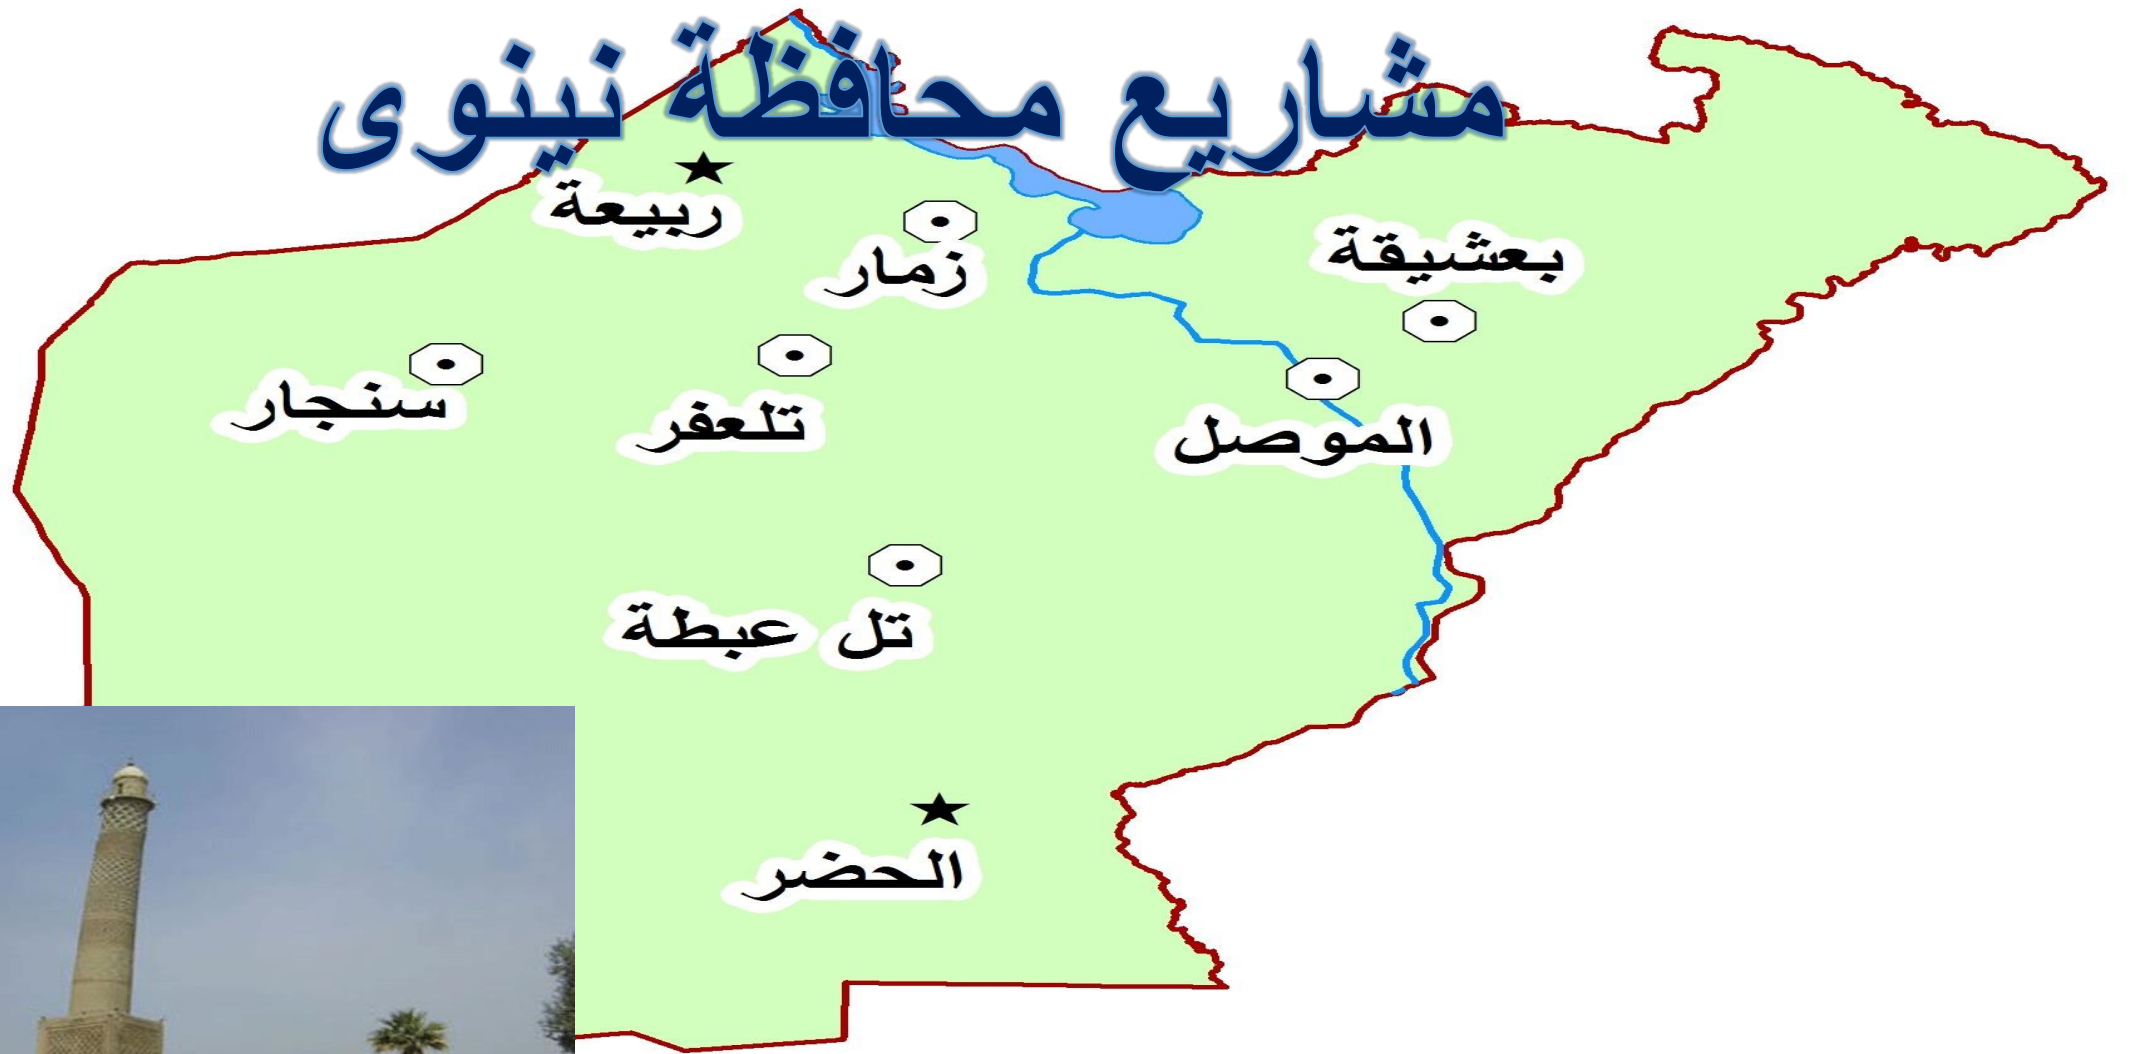 مشاريع محافظة نينوى
ربيعة
زمار
بعشيقة
سنجار
تلعفر
الموصل
تل عبطة
الحضر